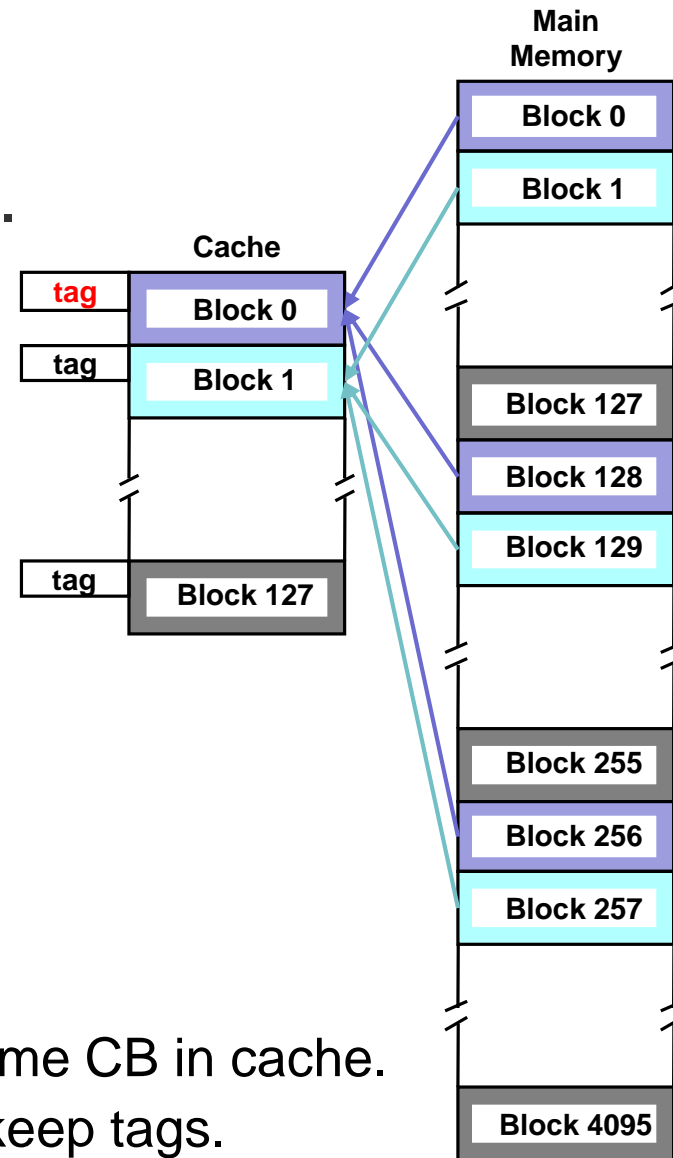 Main
Memory
Block 0
Block 1
Cache
tag
Block 0
tag
Block 1
Block 127
Block 128
Block 129
tag
Block 127
Block 255
Block 256
Block 257
me CB in cache.
keep tags.
Block 4095